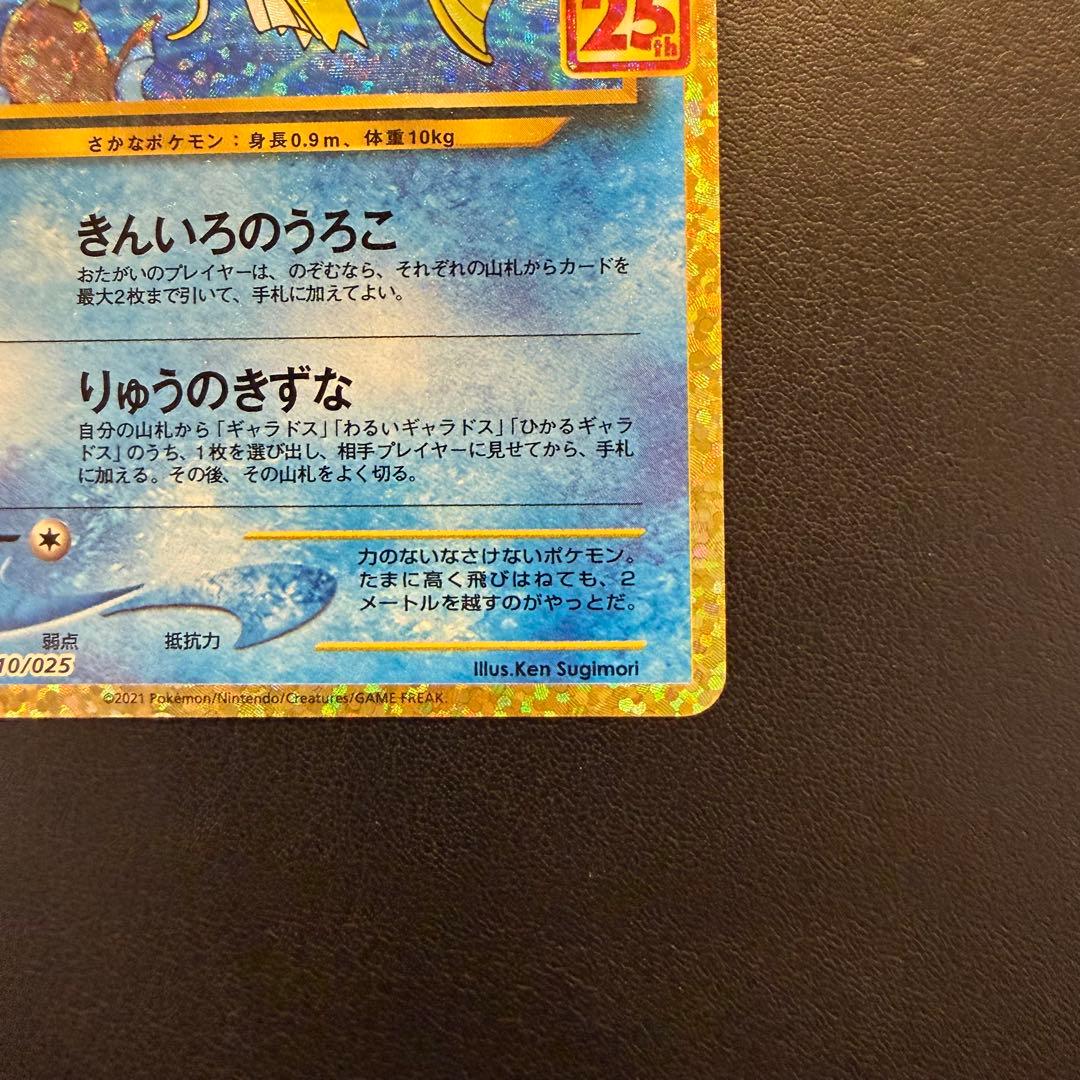 25th
さかなポケモン：身長0.9m、体重10kg
きんいろのうろこ
おたがいのプレイヤーは、のぞむなら、それぞれの山札からカードを
最大2枚まで引いて、手札に加えてよい。
りゅうのきずな
自分の山札から「ギャラドス」「わるいギャラドス」「ひかるギャラ
ドス」のうち、1枚を選び出し、相手プレイヤーに見せてから、手札
に加える。その後、その山札をよく切る。
力のないなさけないポケモン。
たまに高く飛びはねても、2
メートルを越すのがやっとだ。
弱点 抵抗力
10/025
Illus.Ken Sugimori
©2021 Pokémon/Nintendo/Creatures/GAME FREAK.